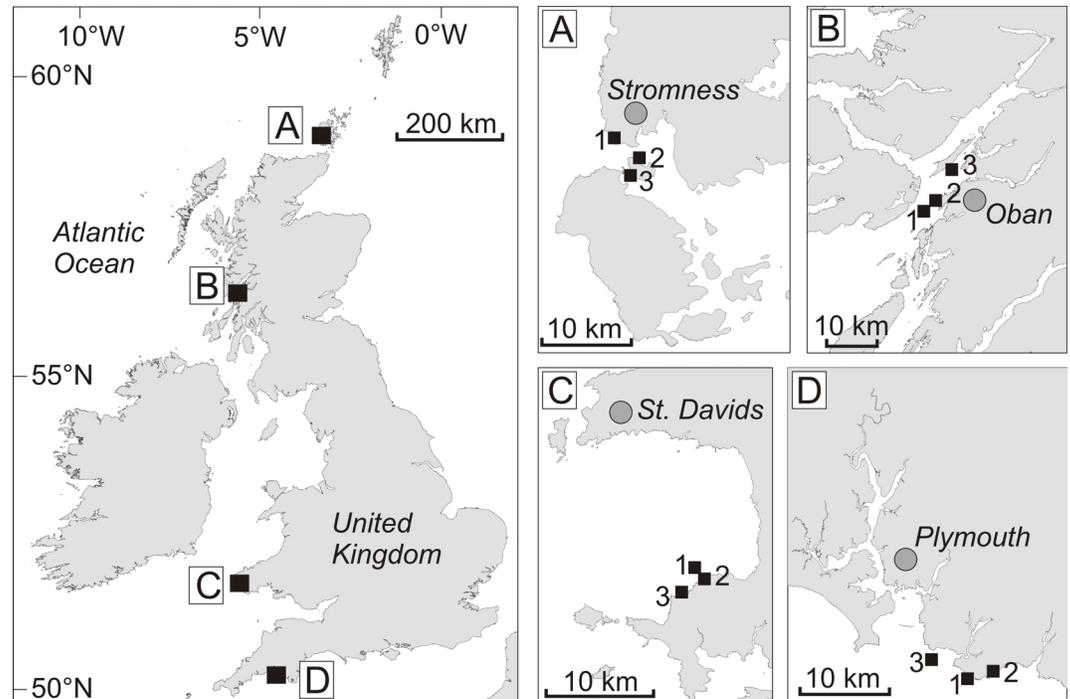 10°W
5°W
0°W
60°N
A
200 km
Atlantic
Ocean
B
55°N
United
Kingdom
C
D
50°N
A
Stromness
1
2
3
10 km
B
3
2
1
Oban
10 km
C
St. Davids
1
2
3
10 km
D
Plymouth
3
1
2
10 km